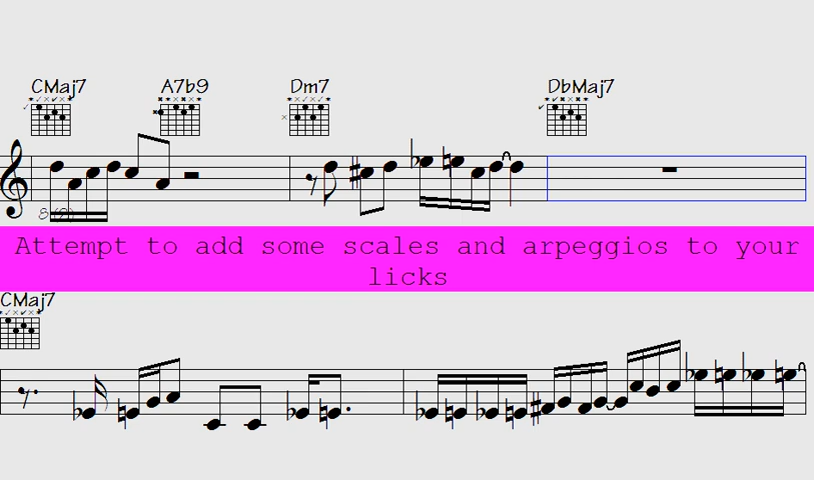 CMaj7 A7b9 Dm7 DbMaj7
Attempt to add some scales and arpeggios to your
licks
CMaj7